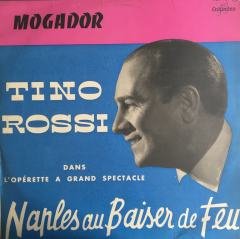 Columbia
MOGADOR
TINO
ROSSI
DANS
L'OPÉRETTE A GRAND SPECTACLE
Naples au Baiser de Feu